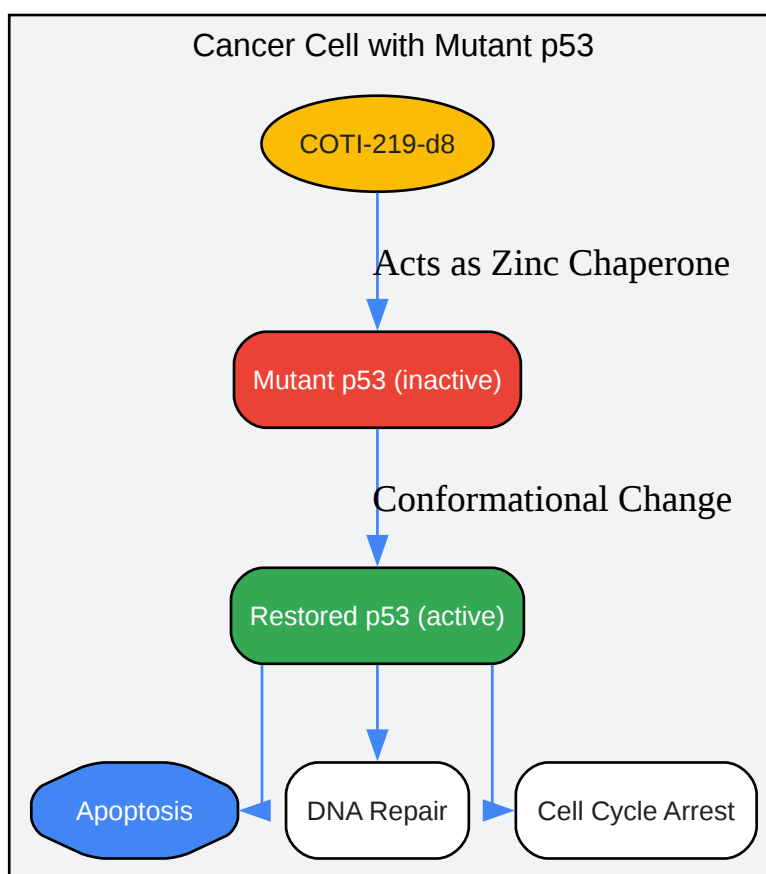 Cancer Cell with Mutant p53
COTI-219-d8
Acts as Zinc Chaperone
Mutant p53 (inactive)
Conformational Change
Restored p53 (active)
Apoptosis
DNA Repair
Cell Cycle Arrest